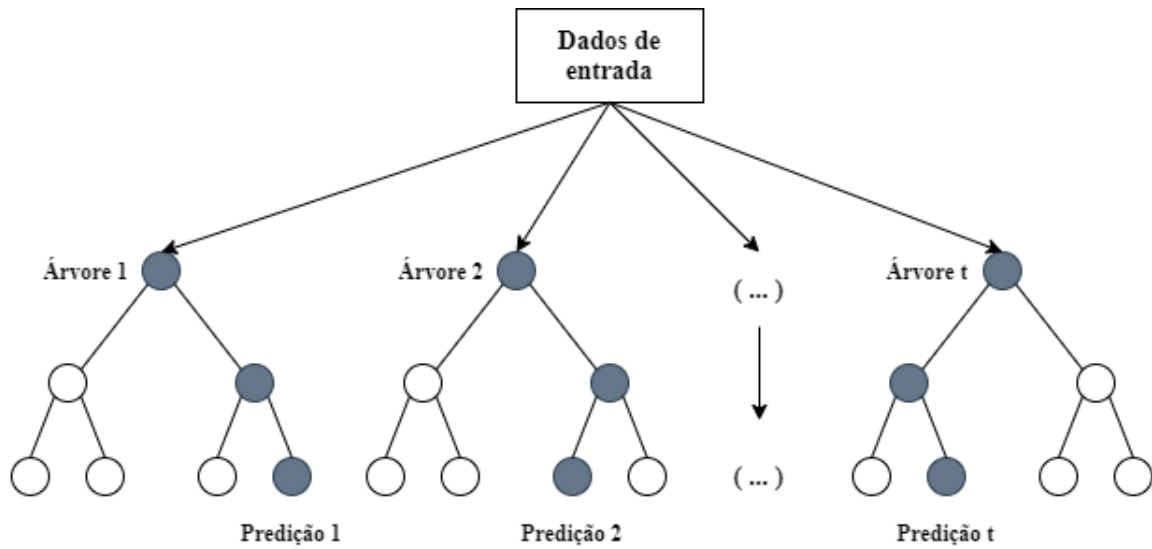 Dados de
entrada
Árvore 1
Árvore 2
( ... )
Árvore t
( ... )
Predição 1
Predição 2
Predição t